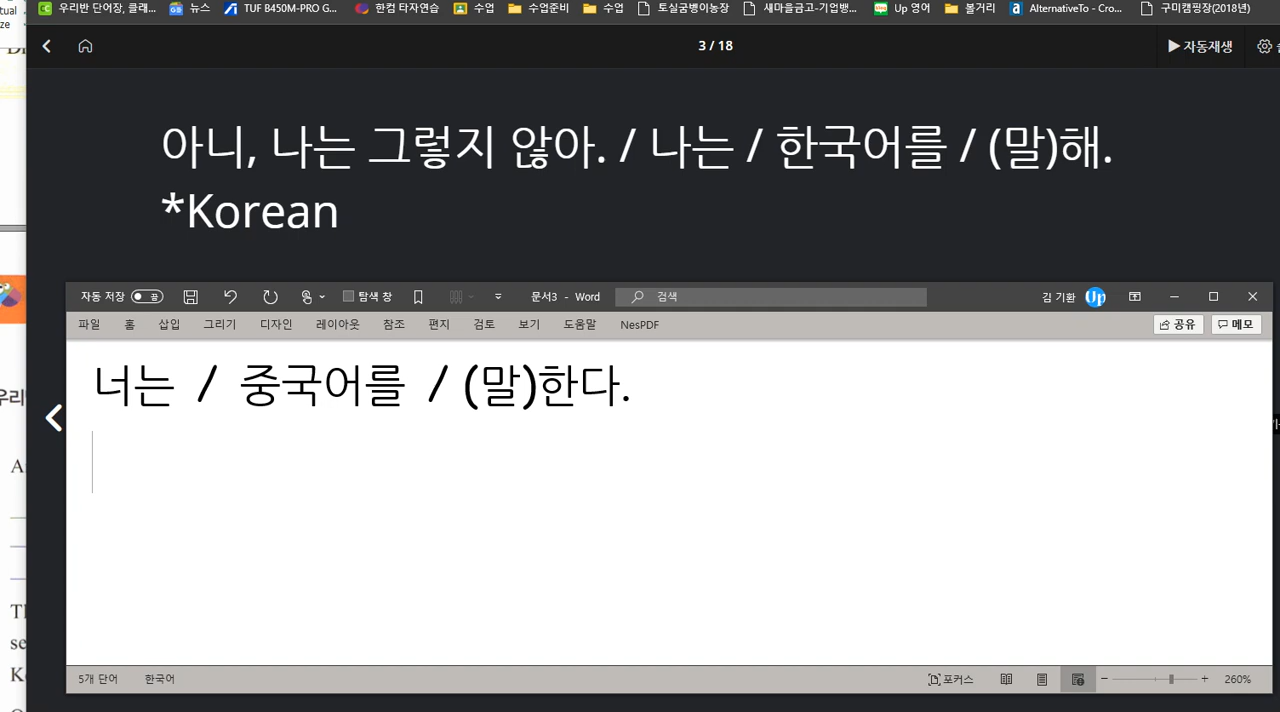 우리반 단어장, 클래... 뉴스 TUF B450M-PRO G... 한컴 타자연습 수업 수업준비 수업 토실굼벵이농장 새마을금고-기업뱅... Up 영어 볼거리 AlternativeTo - Cro... 구미캠핑장(2018년)
3 / 18
자동재생
아니, 나는 그렇지 않아. / 나는 / 한국어를 / (말)해.
*Korean
자동 저장 끔 탐색 창 문서3 - Word 검색 김 기환 Up
파일 홈 삽입 그리기 디자인 레이아웃 참조 편지 검토 보기 도움말 NesPDF 공유 메모
너는 / 중국어를 / (말)한다.
5개 단어 한국어 포커스 260%